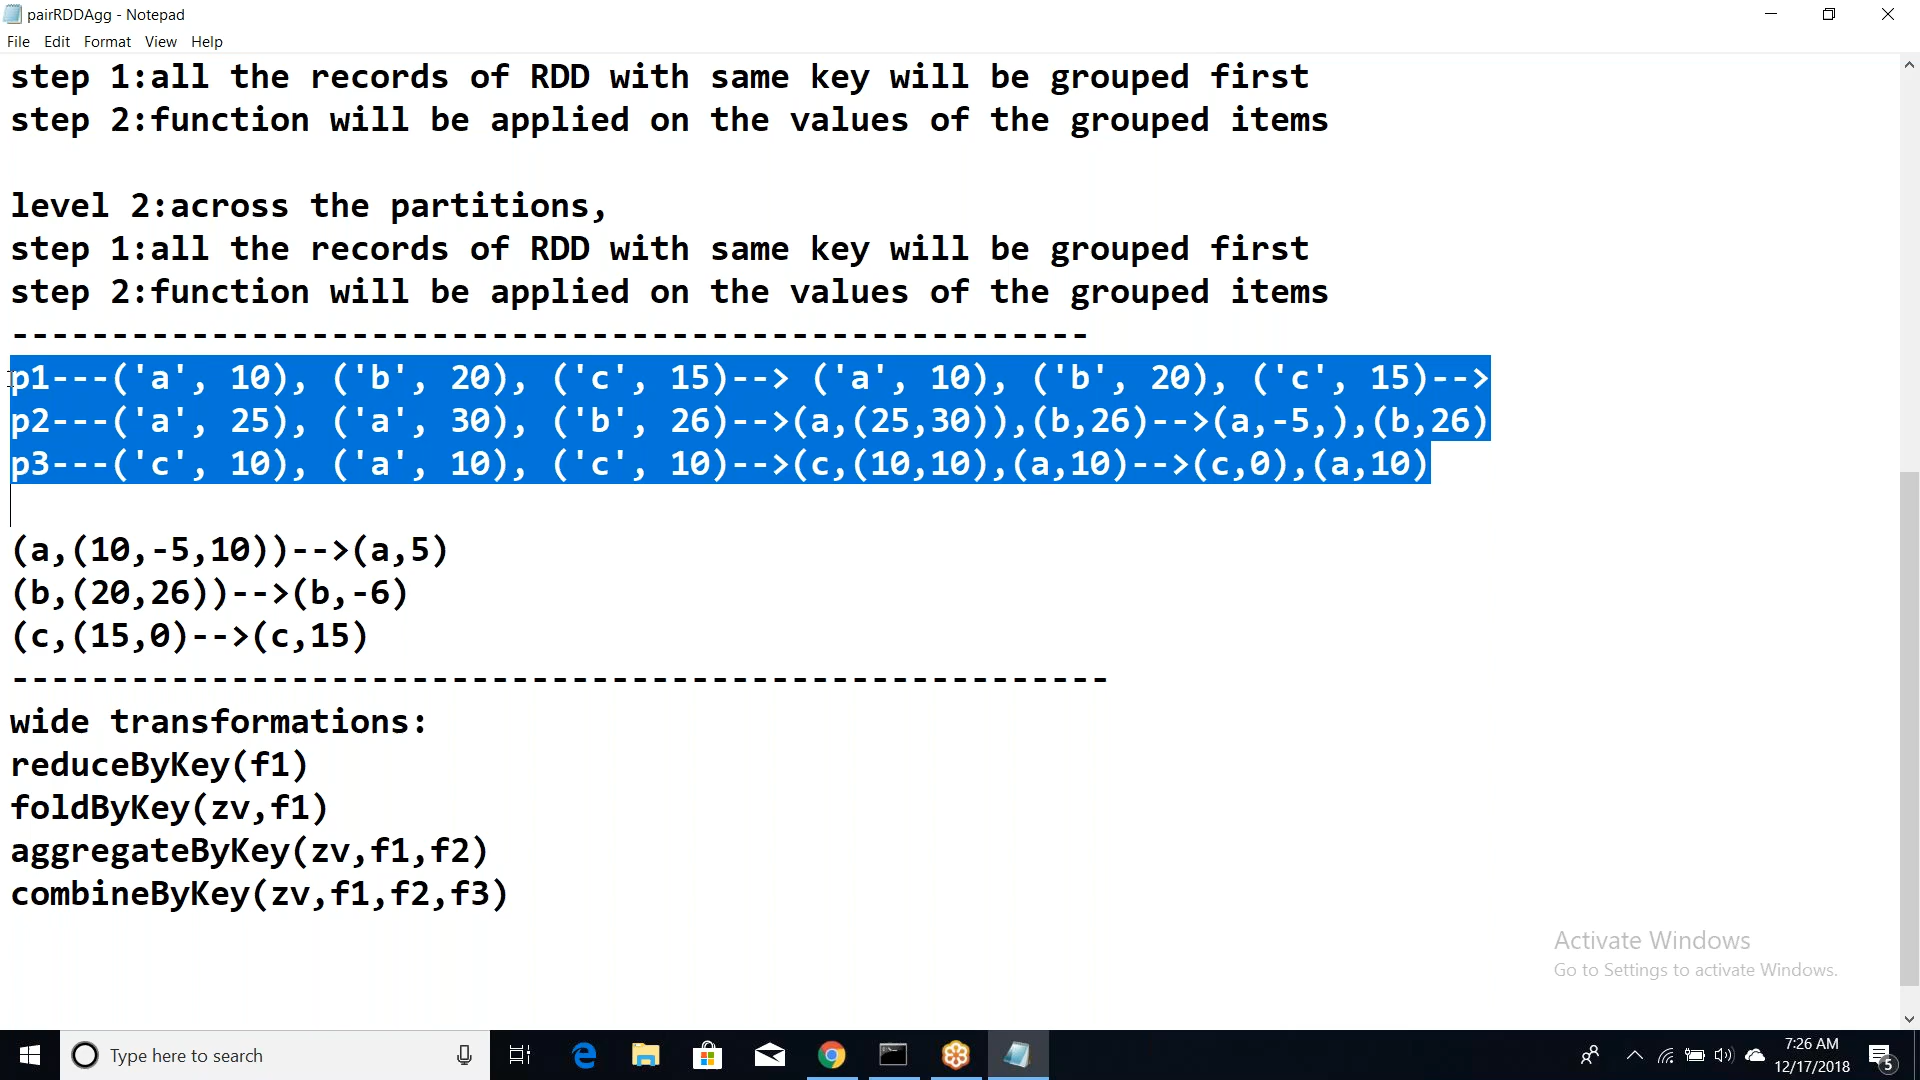 pairRDDAgg - Notepad
File Edit Format View Help
step 1:all the records of RDD with same key will be grouped first
step 2:function will be applied on the values of the grouped items
level 2:across the partitions,
step 1:all the records of RDD with same key will be grouped first
step 2:function will be applied on the values of the grouped items
------------------------------------------------------
p1---('a', 10), ('b', 20), ('c', 15)--> ('a', 10), ('b', 20), ('c', 15)-->
p2---('a', 25), ('a', 30), ('b', 26)-->(a,(25,30)),(b,26)-->(a,-5,),(b,26)
p3---('c', 10), ('a', 10), ('c', 10)-->(c,(10,10),(a,10)-->(c,0),(a,10)
(a,(10,-5,10))-->(a,5)
(b,(20,26))-->(b,-6)
(c,(15,0)-->(c,15)
-------------------------------------------------------
wide transformations:
reduceByKey(f1)
foldByKey(zv,f1)
aggregateByKey(zv,f1,f2)
combineByKey(zv,f1,f2,f3)
Activate Windows
Go to Settings to activate Windows.
Type here to search
7:26 AM
12/17/2018
5